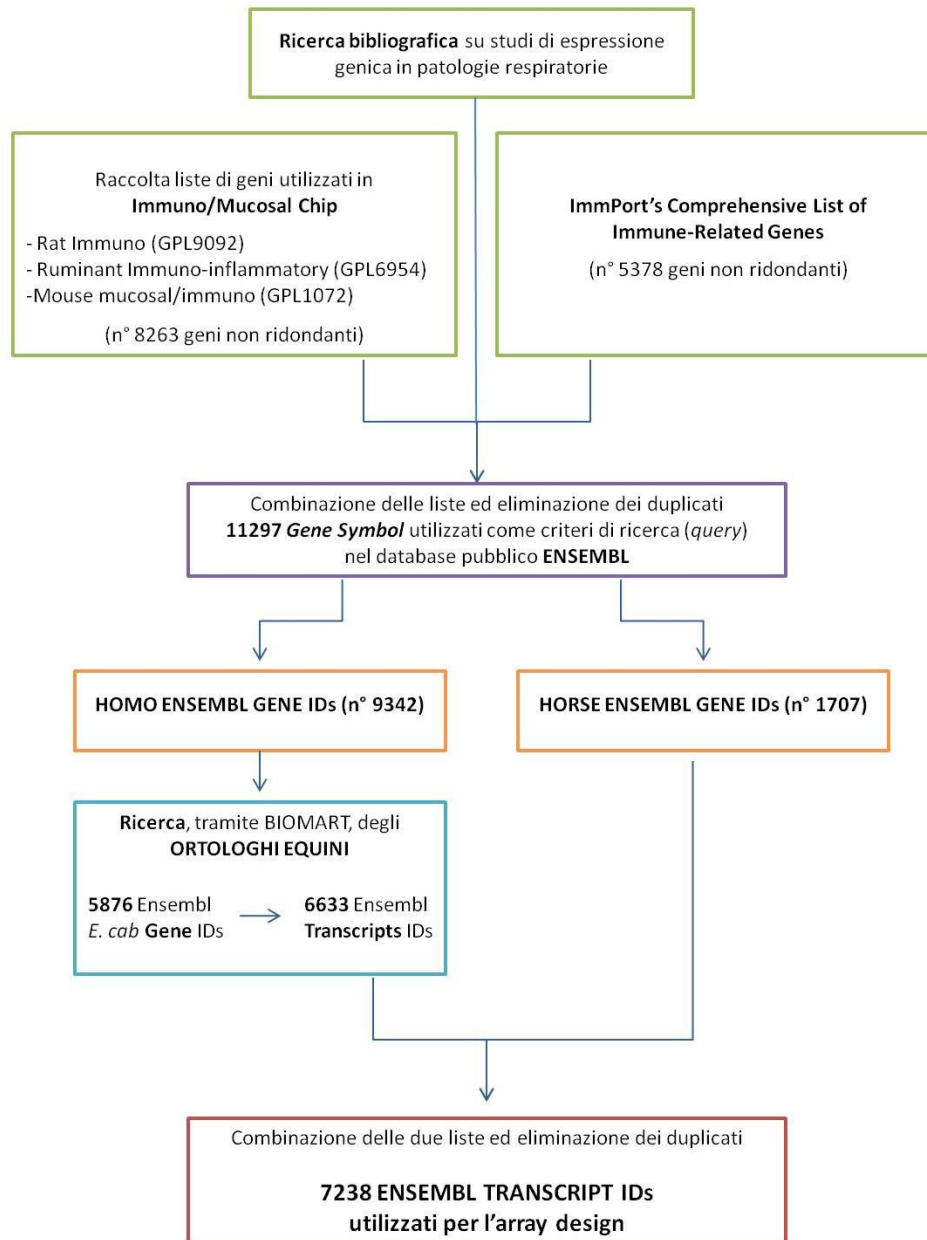 Ricerca bibliografica su studi di espressione
genica in patologie respiratorie
Raccolta liste di geni utilizzati in
Immuno/Mucosal Chip
- Rat Immuno (GPL9092)
- Ruminant Immuno-inflammatory (GPL6954)
-Mouse mucosal/immuno (GPL1072)
(n° 8263 geni non ridondanti)
ImmPort’s Comprehensive List of
Immune-Related Genes
(n° 5378 geni non ridondanti)
Combinazione delle liste ed eliminazione dei duplicati
11297 Gene Symbol utilizzati come criteri di ricerca (query)
nel database pubblico ENSEMBL
HOMO ENSEMBL GENE IDs (n° 9342)
HORSE ENSEMBL GENE IDs (n° 1707)
Ricerca, tramite BIOMART, degli
ORTOLOGHI EQUINI
5876 Ensembl
E. cab Gene IDs
6633 Ensembl
Transcripts IDs
Combinazione delle due liste ed eliminazione dei duplicati
7238 ENSEMBL TRANSCRIPT IDs
utilizzati per l’array design